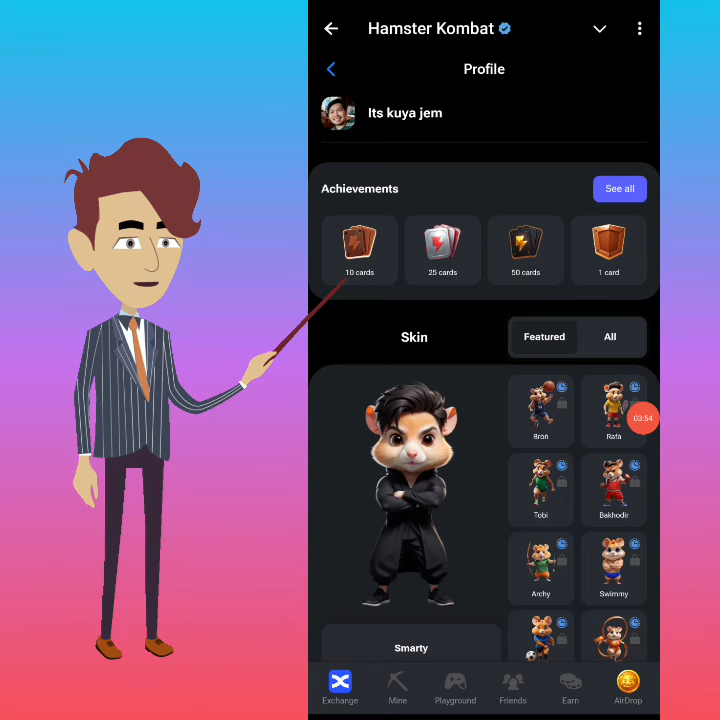 Hamster Kombat
Profile
Its kuya jem
Achievements
See all
10 cards
25 cards
50 cards
1 card
Skin
Featured
All
Bron
Rafa
03:54
Tobi
Bakhodir
Archy
Swimmy
Smarty
Exchange
Mine
Playground
Friends
Earn
AirDrop